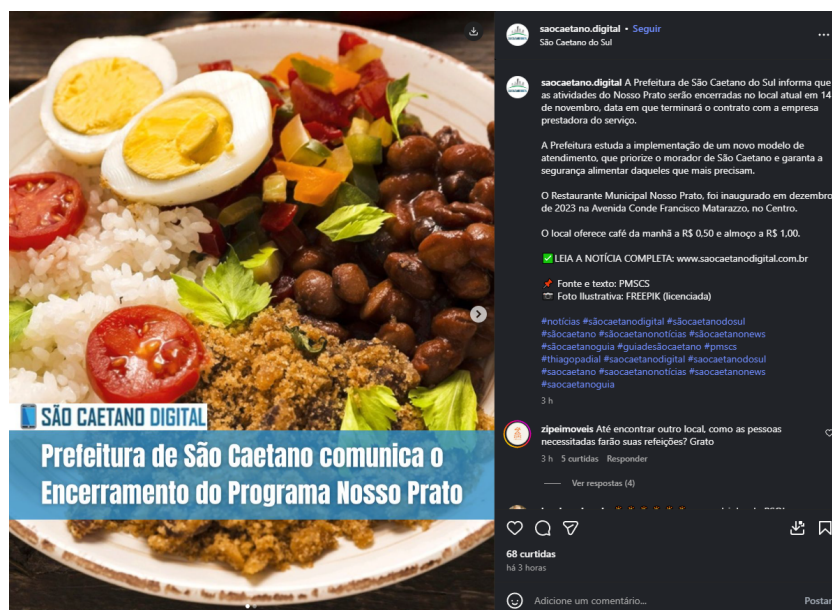 SÃO CAETANO DIGITAL
Prefeitura de São Caetano comunica o
Encerramento do Programa Nosso Prato
saocaetano.digital • Seguir
São Caetano do Sul
saocaetano.digital A Prefeitura de São Caetano do Sul informa que
as atividades do Nosso Prato serão encerradas no local atual em 14
de novembro, data em que terminará o contrato com a empresa
prestadora do serviço.
A Prefeitura estuda a implementação de um novo modelo de
atendimento, que priorize o morador de São Caetano e garanta a
segurança alimentar daqueles que mais precisam.
O Restaurante Municipal Nosso Prato, foi inaugurado em dezembro
de 2023 na Avenida Conde Francisco Matarazzo, no Centro.
O local oferece café da manhã a R$ 0,50 e almoço a R$ 1,00.
✅ LEIA A NOTÍCIA COMPLETA: www.saocaetanodigital.com.br
📌 Fonte e texto: PMSCS
📷 Foto Ilustrativa: FREEPIK (licenciada)
#notícias #sãocaetanodigital #sãocaetanodosul
#sãocaetano #sãocaetanonotícias #sãocaetanonews
#sãocaetanoguia #guiadesãocaetano #pmscs
#thiagopadial #saocaetanodigital #saocaetanodosul
#saocaetano #saocaetanonotícias #saocaetanonews
#saocaetanoguia
3 h
zipeimoveis Até encontrar outro local, como as pessoas
necessitadas farão suas refeições? Grato
3 h 5 curtidas Responder
Ver respostas (4)
68 curtidas
há 3 horas
Adicione um comentário...
Postar